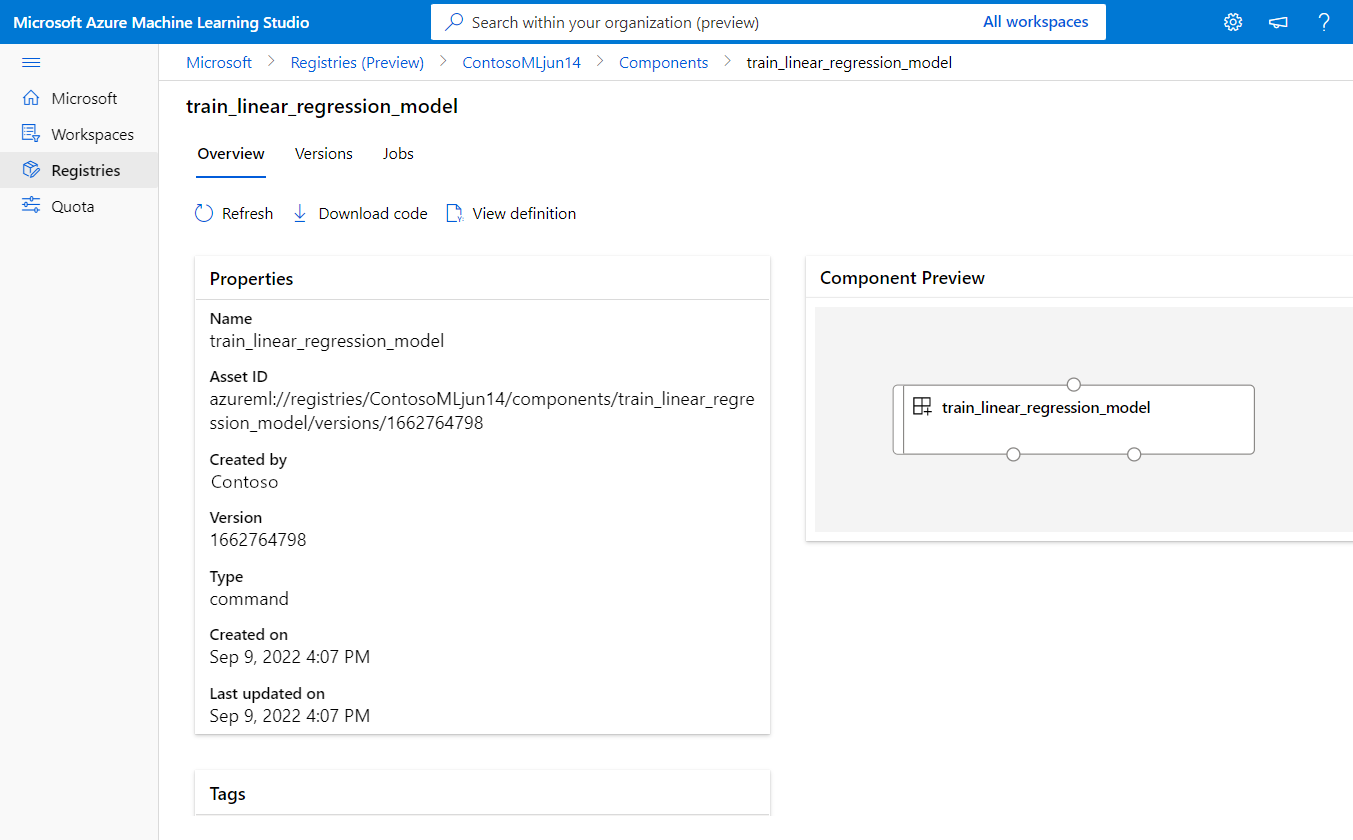 Microsoft Azure Machine Learning Studio
Search within your organization (preview)
All workspaces
Microsoft
Workspaces
Registries
Quota
Microsoft > Registries (Preview) > ContosoMLjun14 > Components > train_linear_regression_model
train_linear_regression_model
Overview Versions Jobs
Refresh Download code View definition
Properties
Name
train_linear_regression_model
Asset ID
azureml://registries/ContosoMLjun14/components/train_linear_regre
ssion_model/versions/1662764798
Created by
Contoso
Version
1662764798
Type
command
Created on
Sep 9, 2022 4:07 PM
Last updated on
Sep 9, 2022 4:07 PM
Tags
Component Preview
train_linear_regression_model